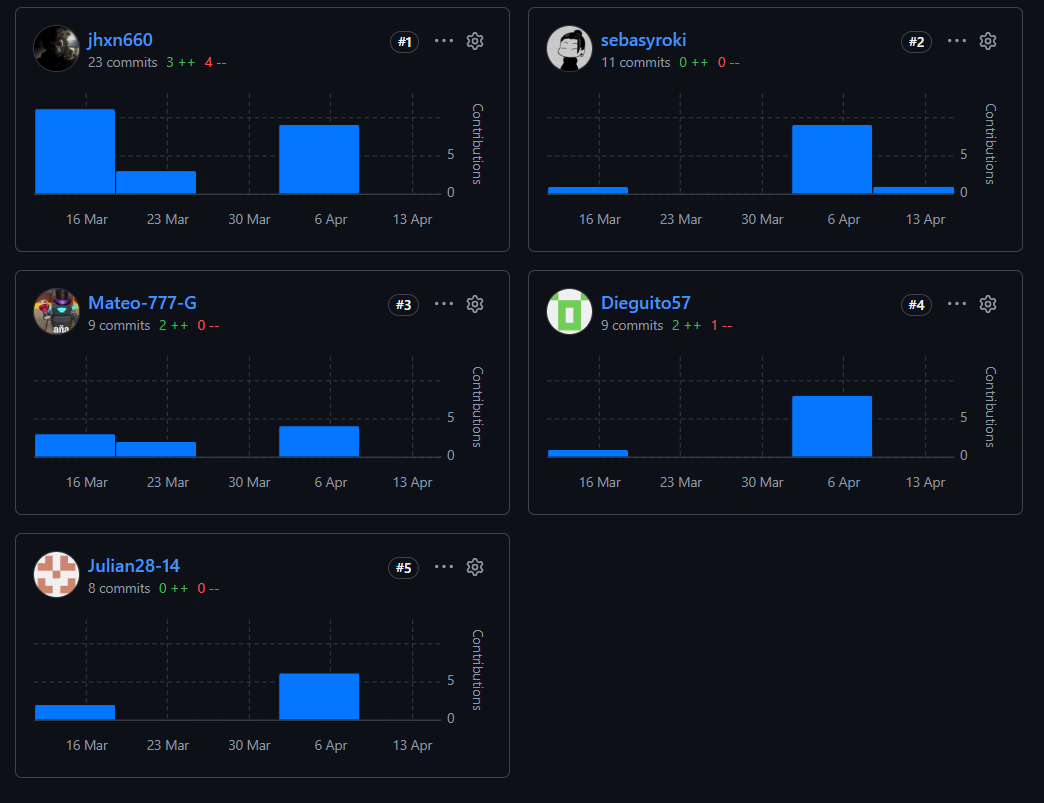 jhxn660 #1 ...
23 commits 3 ++ 4 --
Contributions
5
0
16 Mar 23 Mar 30 Mar 6 Apr 13 Apr
sebasyroki #2 ...
11 commits 0 ++ 0 --
Contributions
5
0
16 Mar 23 Mar 30 Mar 6 Apr 13 Apr
Mateo-777-G #3 ...
aña
9 commits 2 ++ 0 --
Contributions
5
0
16 Mar 23 Mar 30 Mar 6 Apr 13 Apr
Dieguito57 #4 ...
9 commits 2 ++ 1 --
Contributions
5
0
16 Mar 23 Mar 30 Mar 6 Apr 13 Apr
Julian28-14 #5 ...
8 commits 0 ++ 0 --
Contributions
5
0
16 Mar 23 Mar 30 Mar 6 Apr 13 Apr